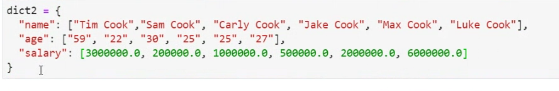 dict2 = {
  "name": ["Tim Cook","Sam Cook", "Carly Cook", "Jake Cook", "Max Cook", "Luke Cook"],
  "age": ["59", "22", "30", "25", "25", "27"],
  "salary": [3000000.0, 200000.0, 1000000.0, 500000.0, 2000000.0, 6000000.0]
}